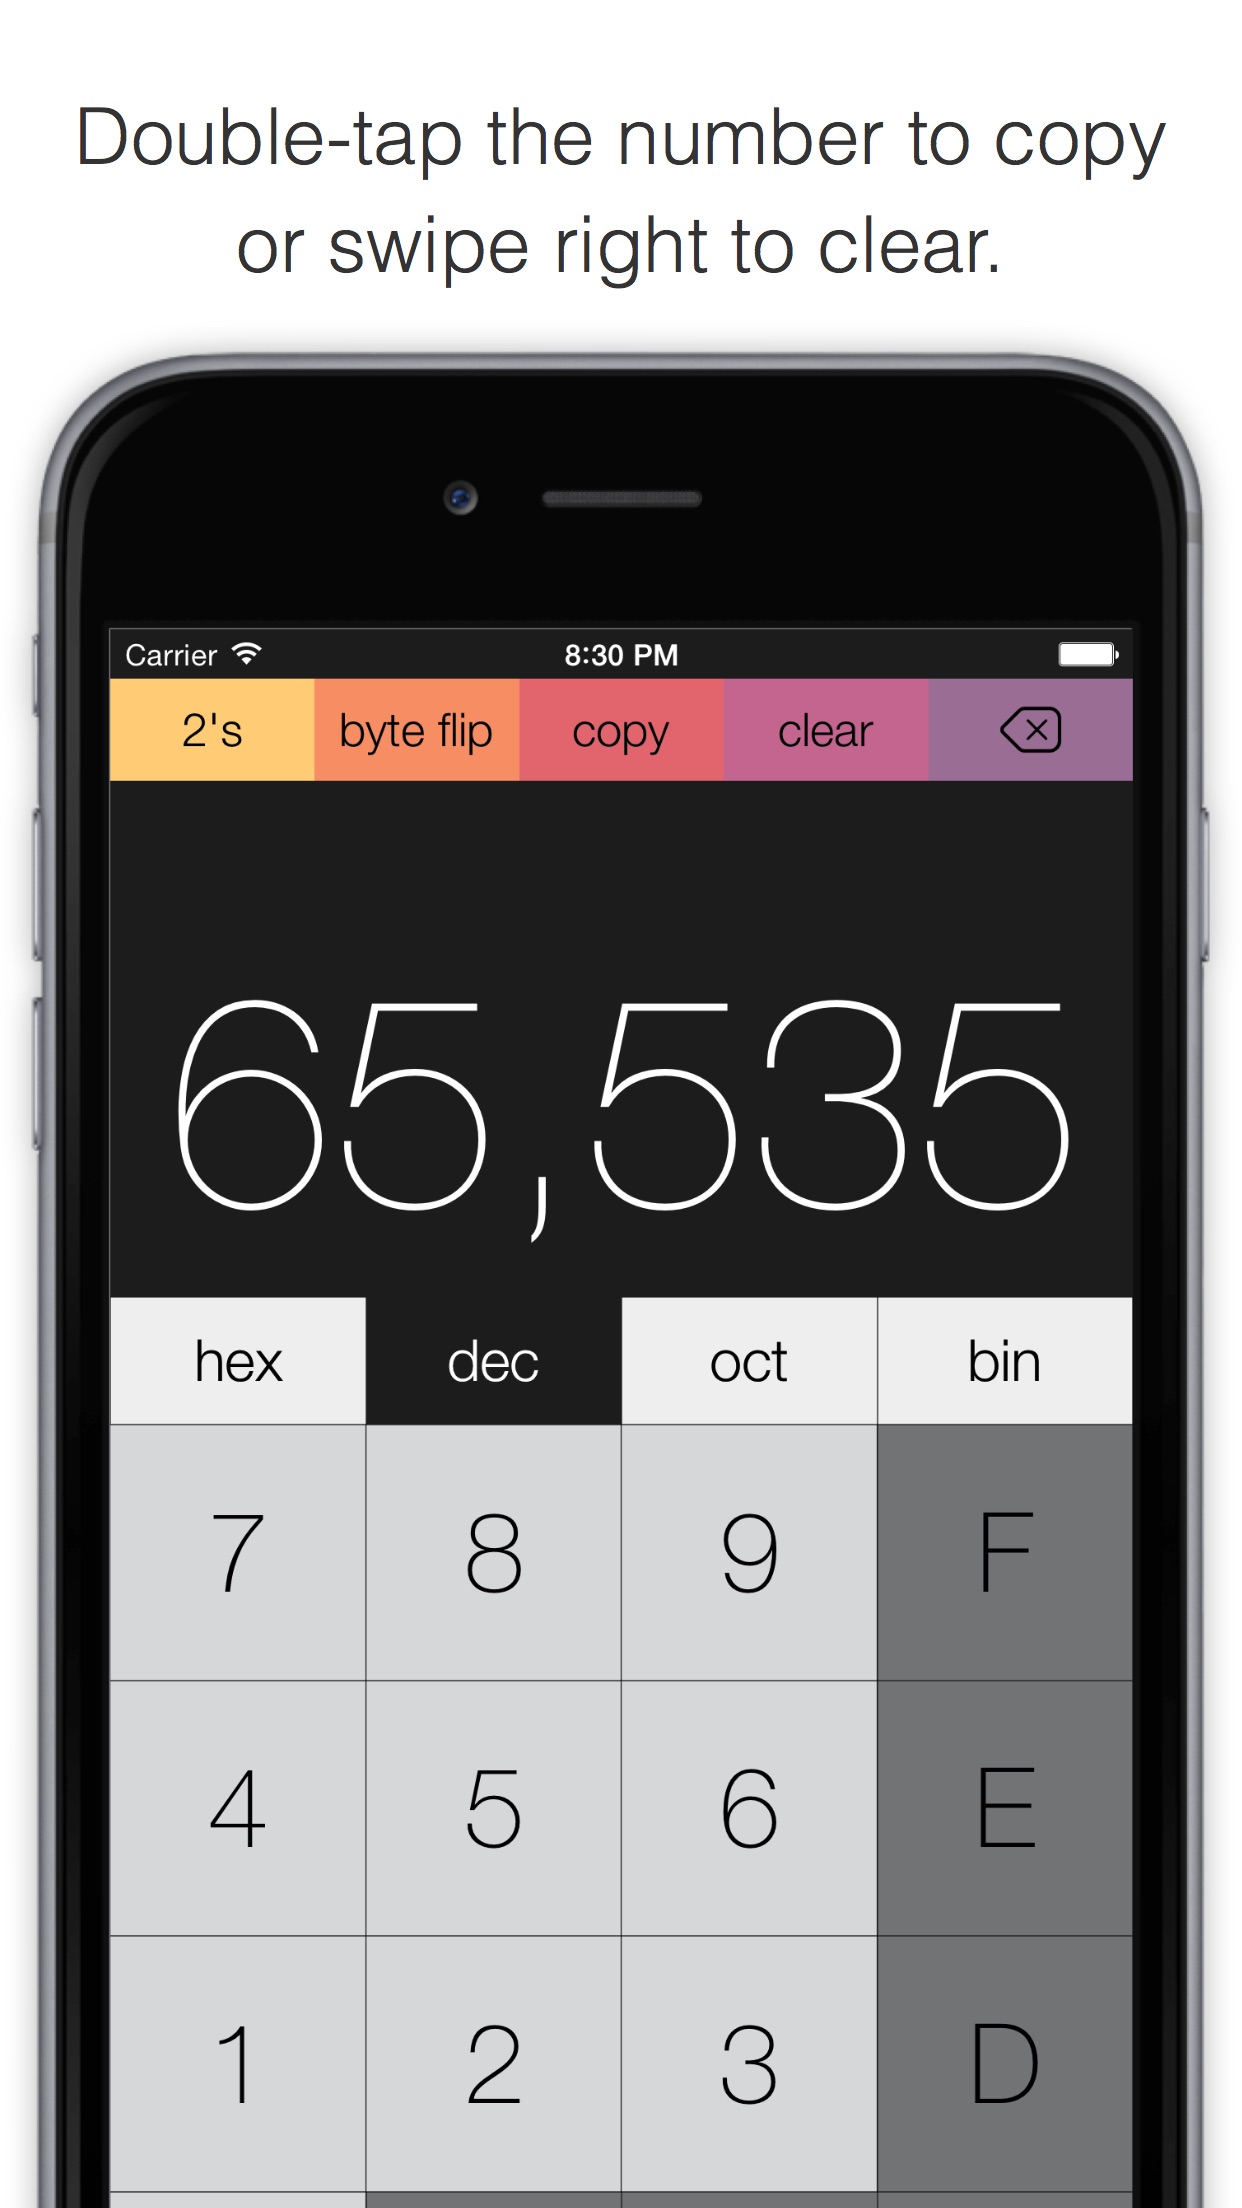 Double-tap the number to copy
or swipe right to clear.
Carrier 8:30 PM
2's byte flip copy clear
65,535
hex dec oct bin
7 8 9 F
4 5 6 E
1 2 3 D